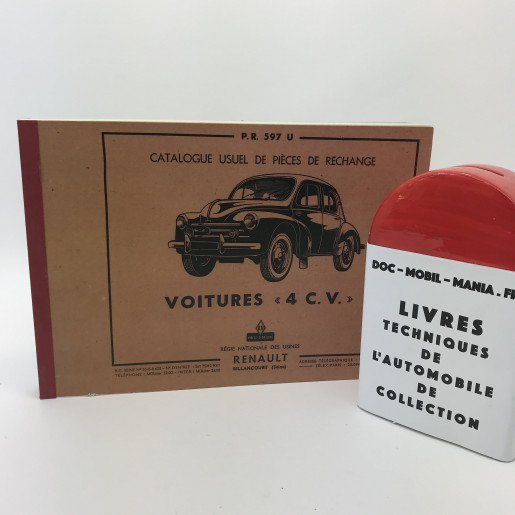 P.R. 597 U
CATALOGUE USUEL DE PIÈCES DE RECHANGE
VOITURES « 4 C.V. »
RÉGIE NATIONALE DES USINES
RENAULT
BILLANCOURT (Seine)
DOC - MOBIL - MANIA . FR
LIVRES
TECHNIQUES
DE
L'AUTOMOBILE
DE
COLLECTION